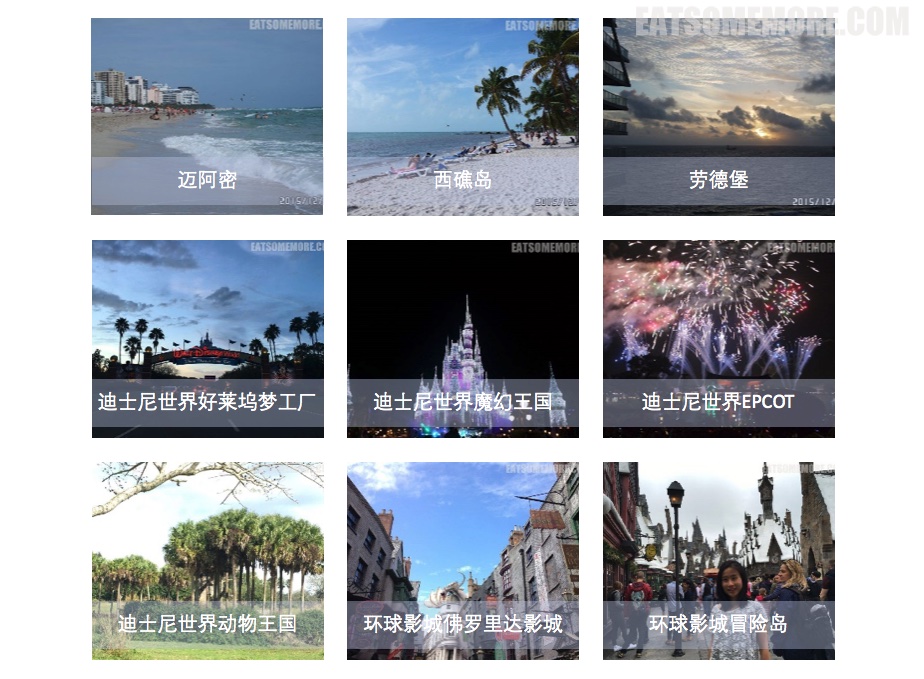 EATSOMEMORE.COM
EATSOMEMORE
EATSOMEMORE
迈阿密
西礁岛
劳德堡
2015/12/
2015/12/
2015/12/
EATSOMEMORE.C
EATSOMEMORE
EATSOMEMORE
WALT DISNEY
迪士尼世界好莱坞梦工厂
迪士尼世界魔幻王国
迪士尼世界EPCOT
EATSOMEMORE
EATSOMEMORE
EATSOMEMORE
迪士尼世界动物王国
环球影城佛罗里达影城
环球影城冒险岛